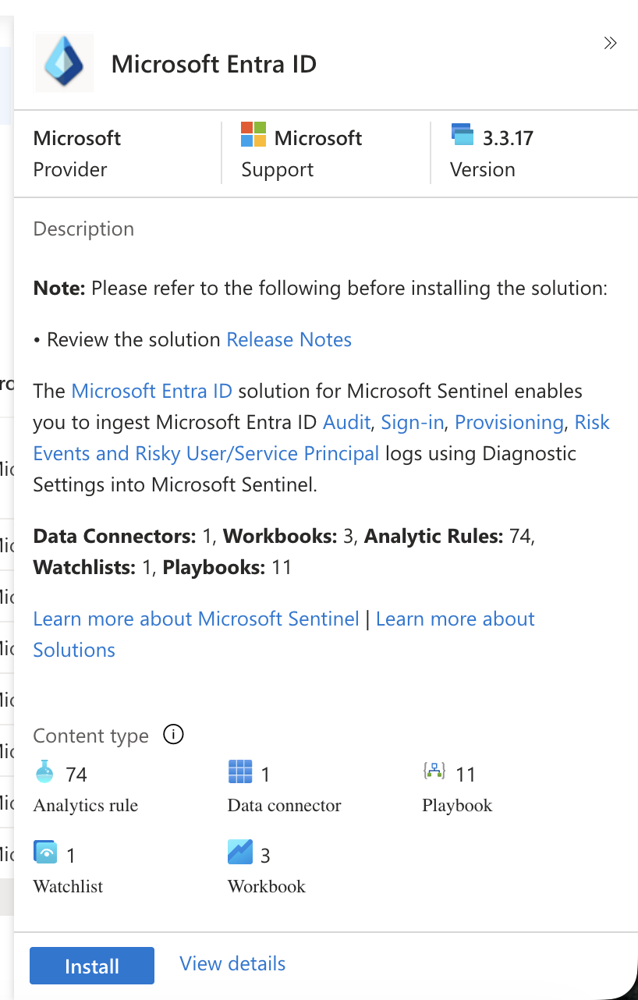 Microsoft Entra ID
Microsoft
Provider
Microsoft
Support
3.3.17
Version
Description
Note: Please refer to the following before installing the solution:
• Review the solution Release Notes
The Microsoft Entra ID solution for Microsoft Sentinel enables
you to ingest Microsoft Entra ID Audit, Sign-in, Provisioning, Risk
Events and Risky User/Service Principal logs using Diagnostic
Settings into Microsoft Sentinel.
Data Connectors: 1, Workbooks: 3, Analytic Rules: 74,
Watchlists: 1, Playbooks: 11
Learn more about Microsoft Sentinel | Learn more about
Solutions
Content type
74
Analytics rule
1
Data connector
11
Playbook
1
Watchlist
3
Workbook
Install
View details